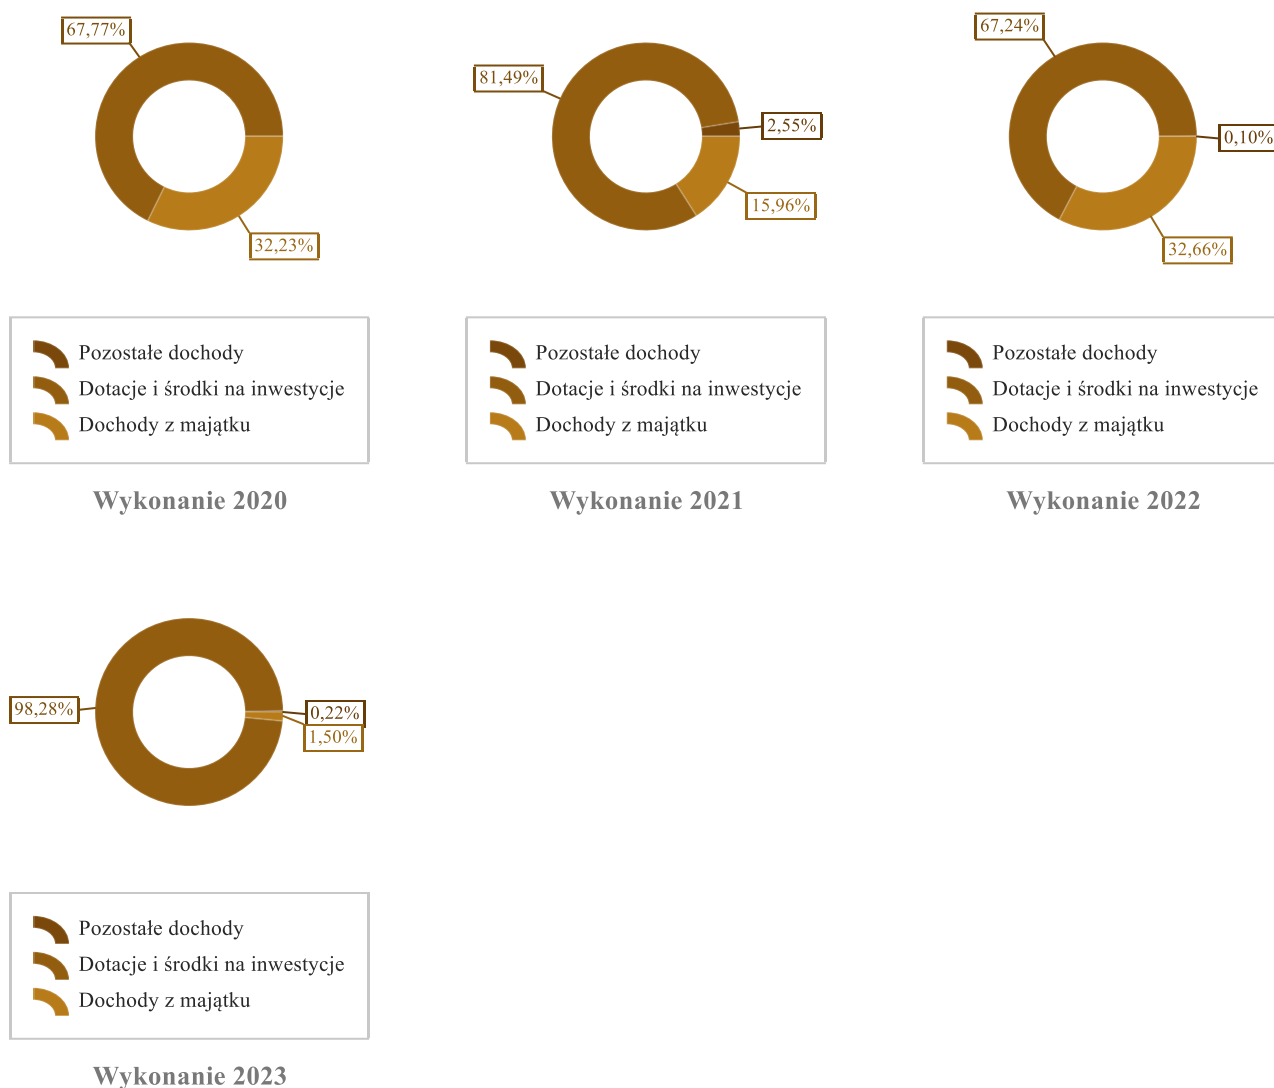 67,77%
32,23%
Pozostałe dochody
Dotacje i środki na inwestycje
Dochody z majątku
Wykonanie 2020
81,49%
2,55%
15,96%
Pozostałe dochody
Dotacje i środki na inwestycje
Dochody z majątku
Wykonanie 2021
67,24%
0,10%
32,66%
Pozostałe dochody
Dotacje i środki na inwestycje
Dochody z majątku
Wykonanie 2022
98,28%
0,22%
1,50%
Pozostałe dochody
Dotacje i środki na inwestycje
Dochody z majątku
Wykonanie 2023